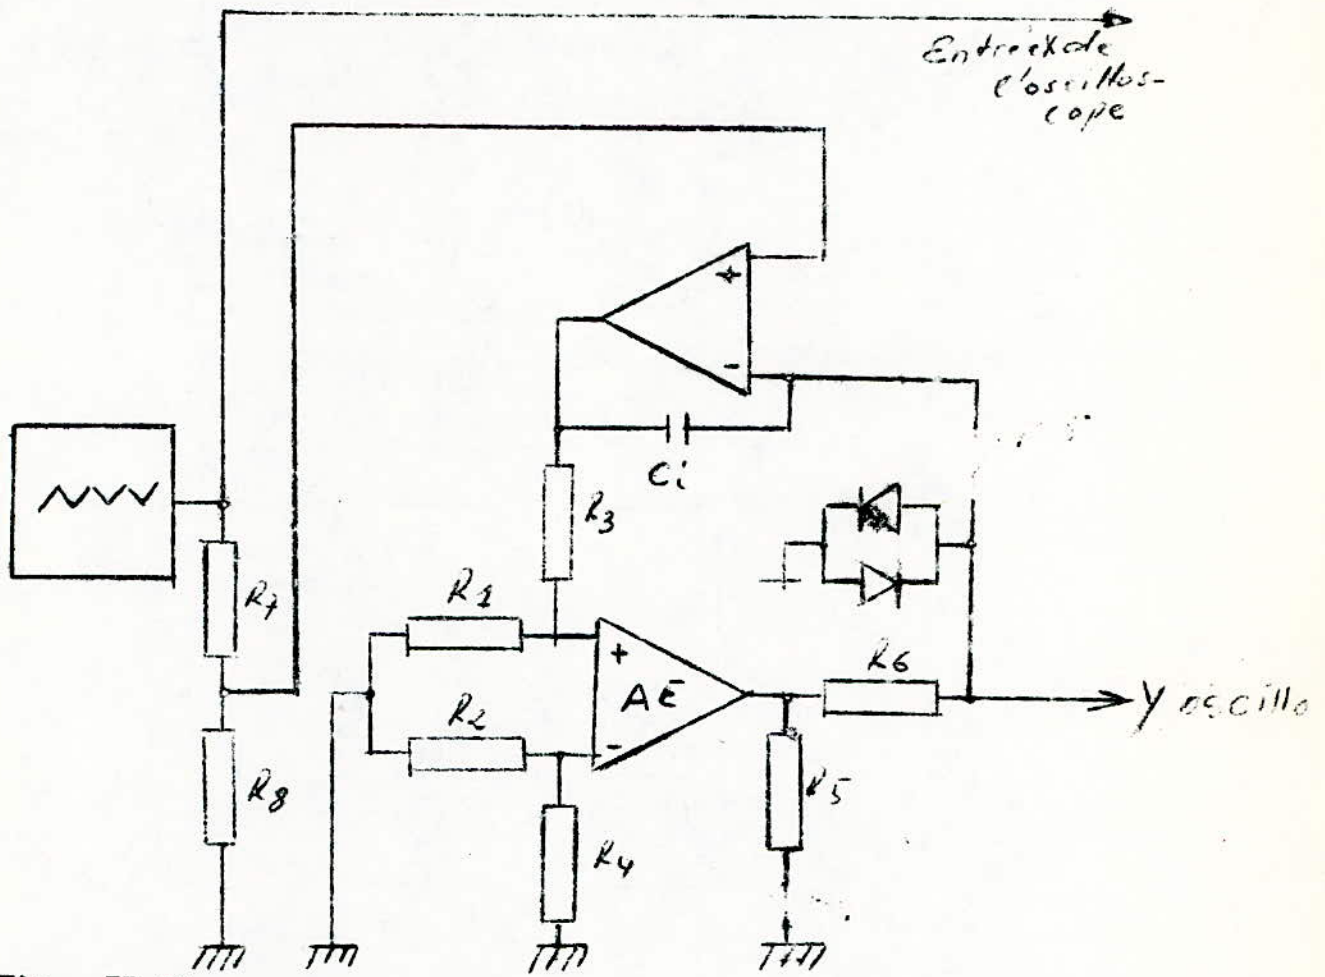 Entrée X de
l'oscillos-
cope
+
-
Ci
R3
R7
R1
+
AE
-
R2
R6
Y oscillo
R5
R8
R4